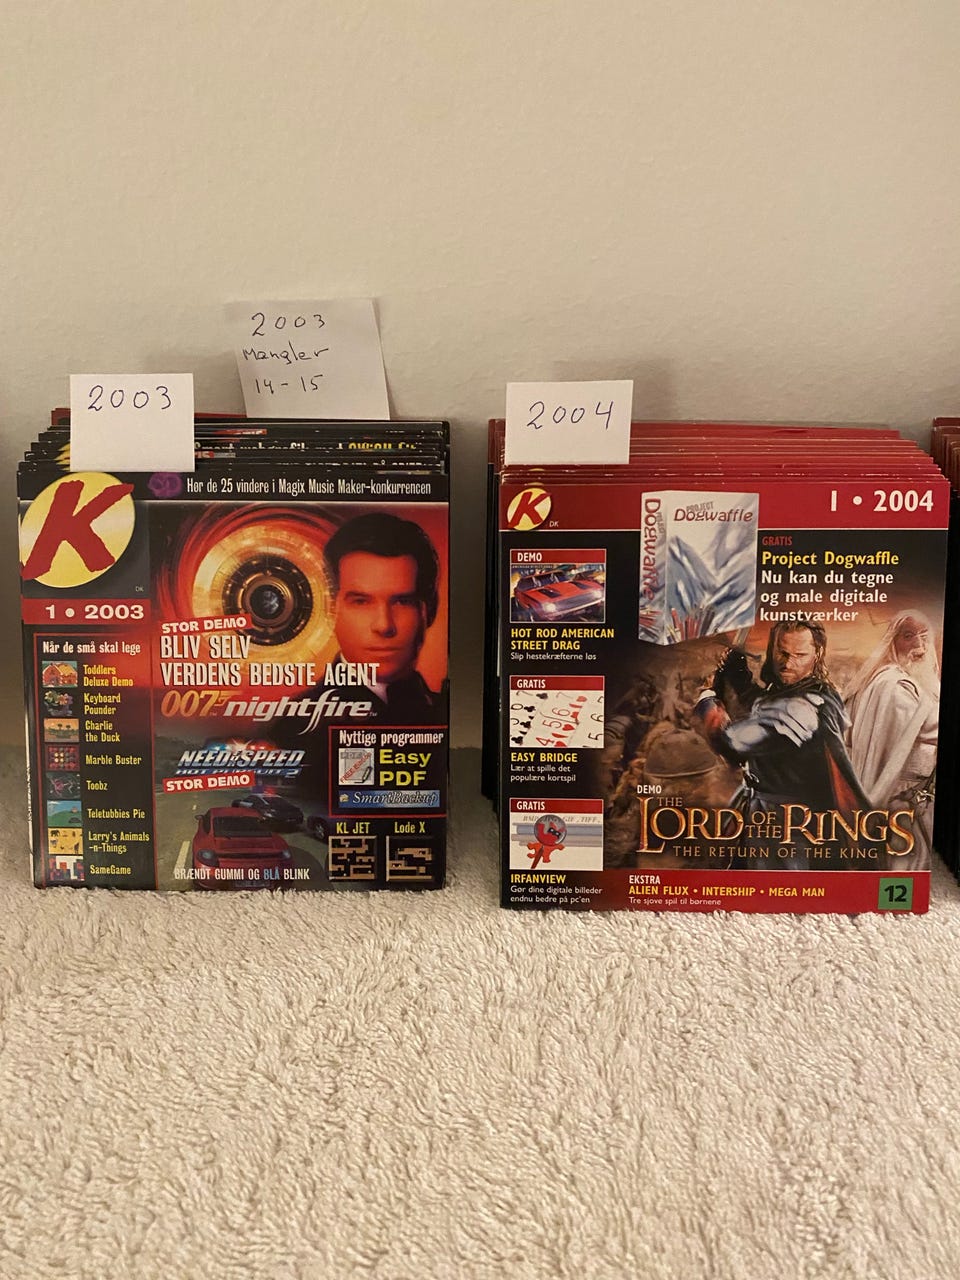 2003
Mangler
14-15
2003
K
DK
Hør de 25 vindere i Magix Music Maker-konkurrencen
1 • 2003
Når de små skal lege
Toddlers
Deluxe Demo
Keyboard
Pounder
Charlie
the Duck
Marble Buster
Toobz
Teletubbies Pie
Larry's Animals
-n-Things
SameGame
STOR DEMO
BLIV SELV
VERDENS BEDSTE AGENT
007 nightfire
NEED FOR SPEED
HOT PURSUIT 2
STOR DEMO
BRÆNDT GUMMI OG BLÅ BLINK
Nyttige programmer
Easy
PDF
SmartBackup
KL JET
Lode X
2004
K
DK
1 • 2004
PROJECT
Dogwaffle
Dogwaffle
GRATIS
Project Dogwaffle
Nu kan du tegne
og male digitale
kunstværker
DEMO
HOT ROD AMERICAN
STREET DRAG
Slip hestekræfterne løs
GRATIS
EASY BRIDGE
Lær at spille det
populære kortspil
GRATIS
IRFANVIEW
Gør dine digitale billeder
endnu bedre på pc'en
DEMO
THE
LORD OF THE RINGS
THE RETURN OF THE KING
EKSTRA
ALIEN FLUX • INTERSHIP • MEGA MAN
Tre sjove spil til børnene
12